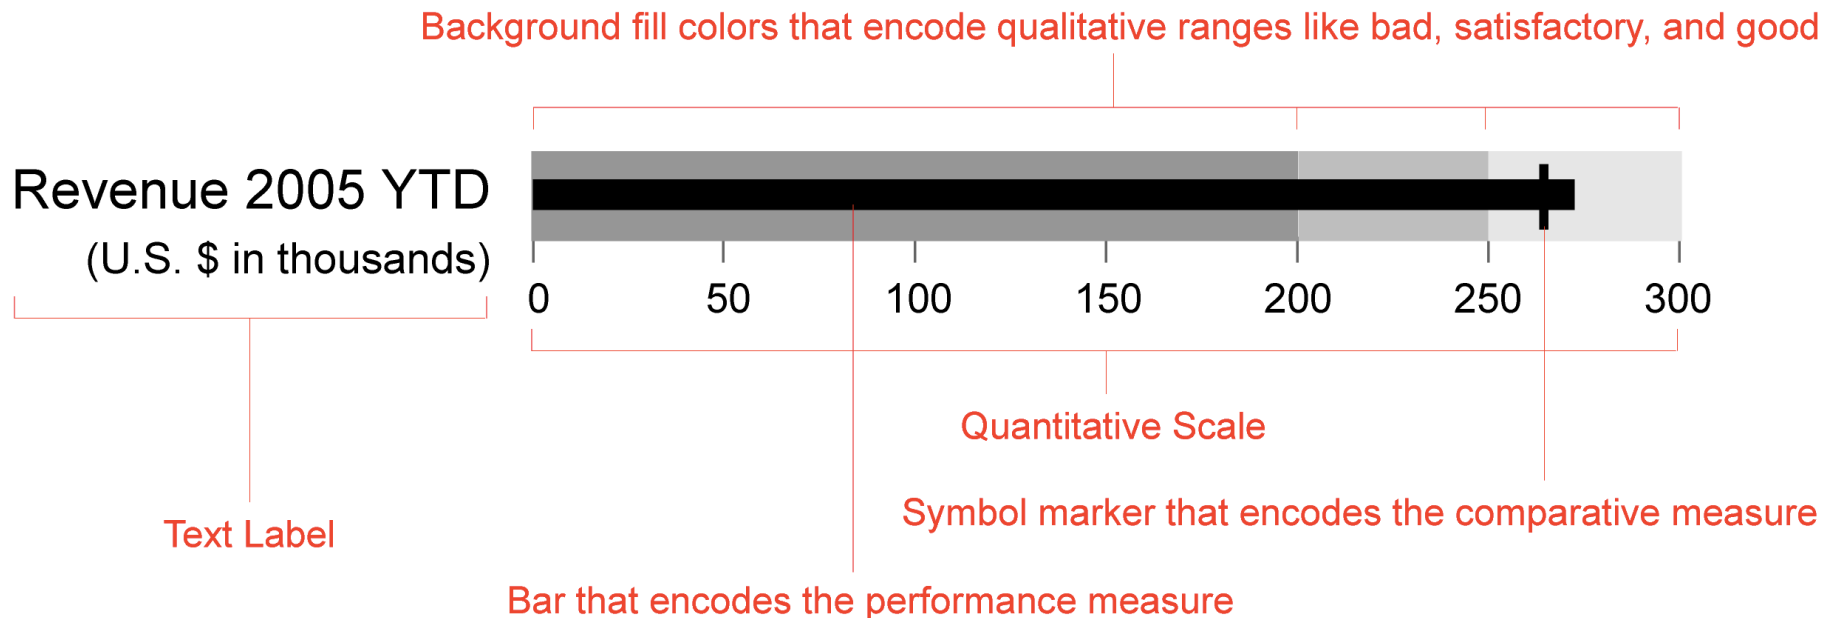 Background fill colors that encode qualitative ranges like bad, satisfactory, and good
Revenue 2005 YTD
(U.S. $ in thousands)
0 50 100 150 200 250 300
Quantitative Scale
Symbol marker that encodes the comparative measure
Text Label
Bar that encodes the performance measure